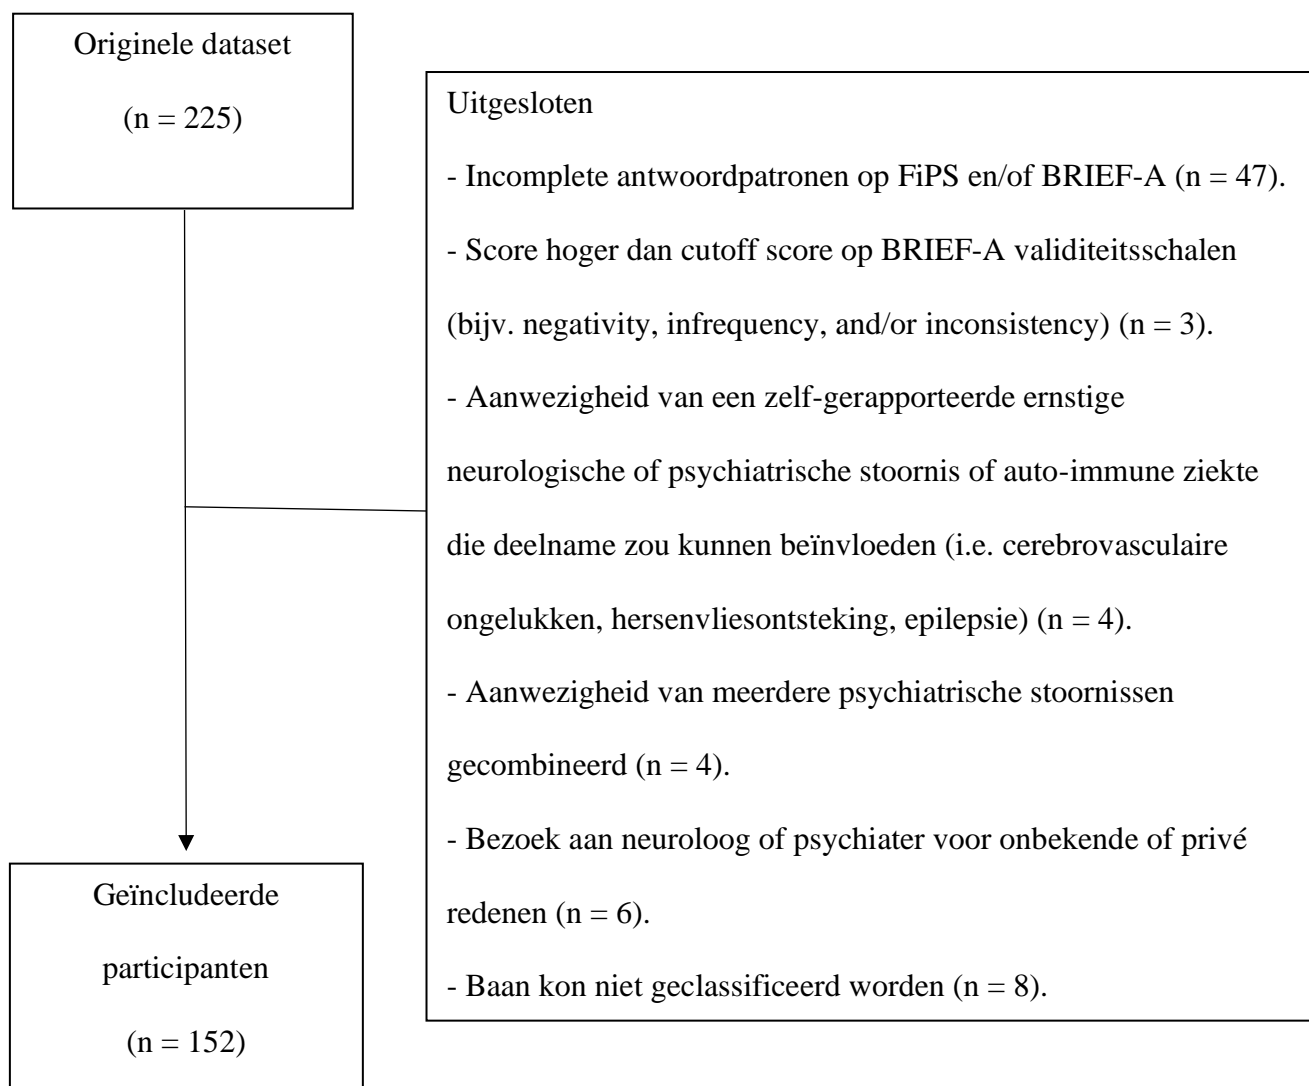 Originele dataset
(n = 225)
Uitgesloten
- Incomplete antwoordpatronen op FiPS en/of BRIEF-A (n = 47).
- Score hoger dan cutoff score op BRIEF-A validiteitsschalen
(bijv. negativity, infrequency, and/or inconsistency) (n = 3).
- Aanwezigheid van een zelf-gerapporteerde ernstige
neurologische of psychiatrische stoornis of auto-immune ziekte
die deelname zou kunnen beïnvloeden (i.e. cerebrovasculaire
ongelukken, hersenvliesontsteking, epilepsie) (n = 4).
- Aanwezigheid van meerdere psychiatrische stoornissen
gecombineerd (n = 4).
- Bezoek aan neuroloog of psychiater voor onbekende of privé
redenen (n = 6).
- Baan kon niet geclassificeerd worden (n = 8).
Geïncludeerde
participanten
(n = 152)